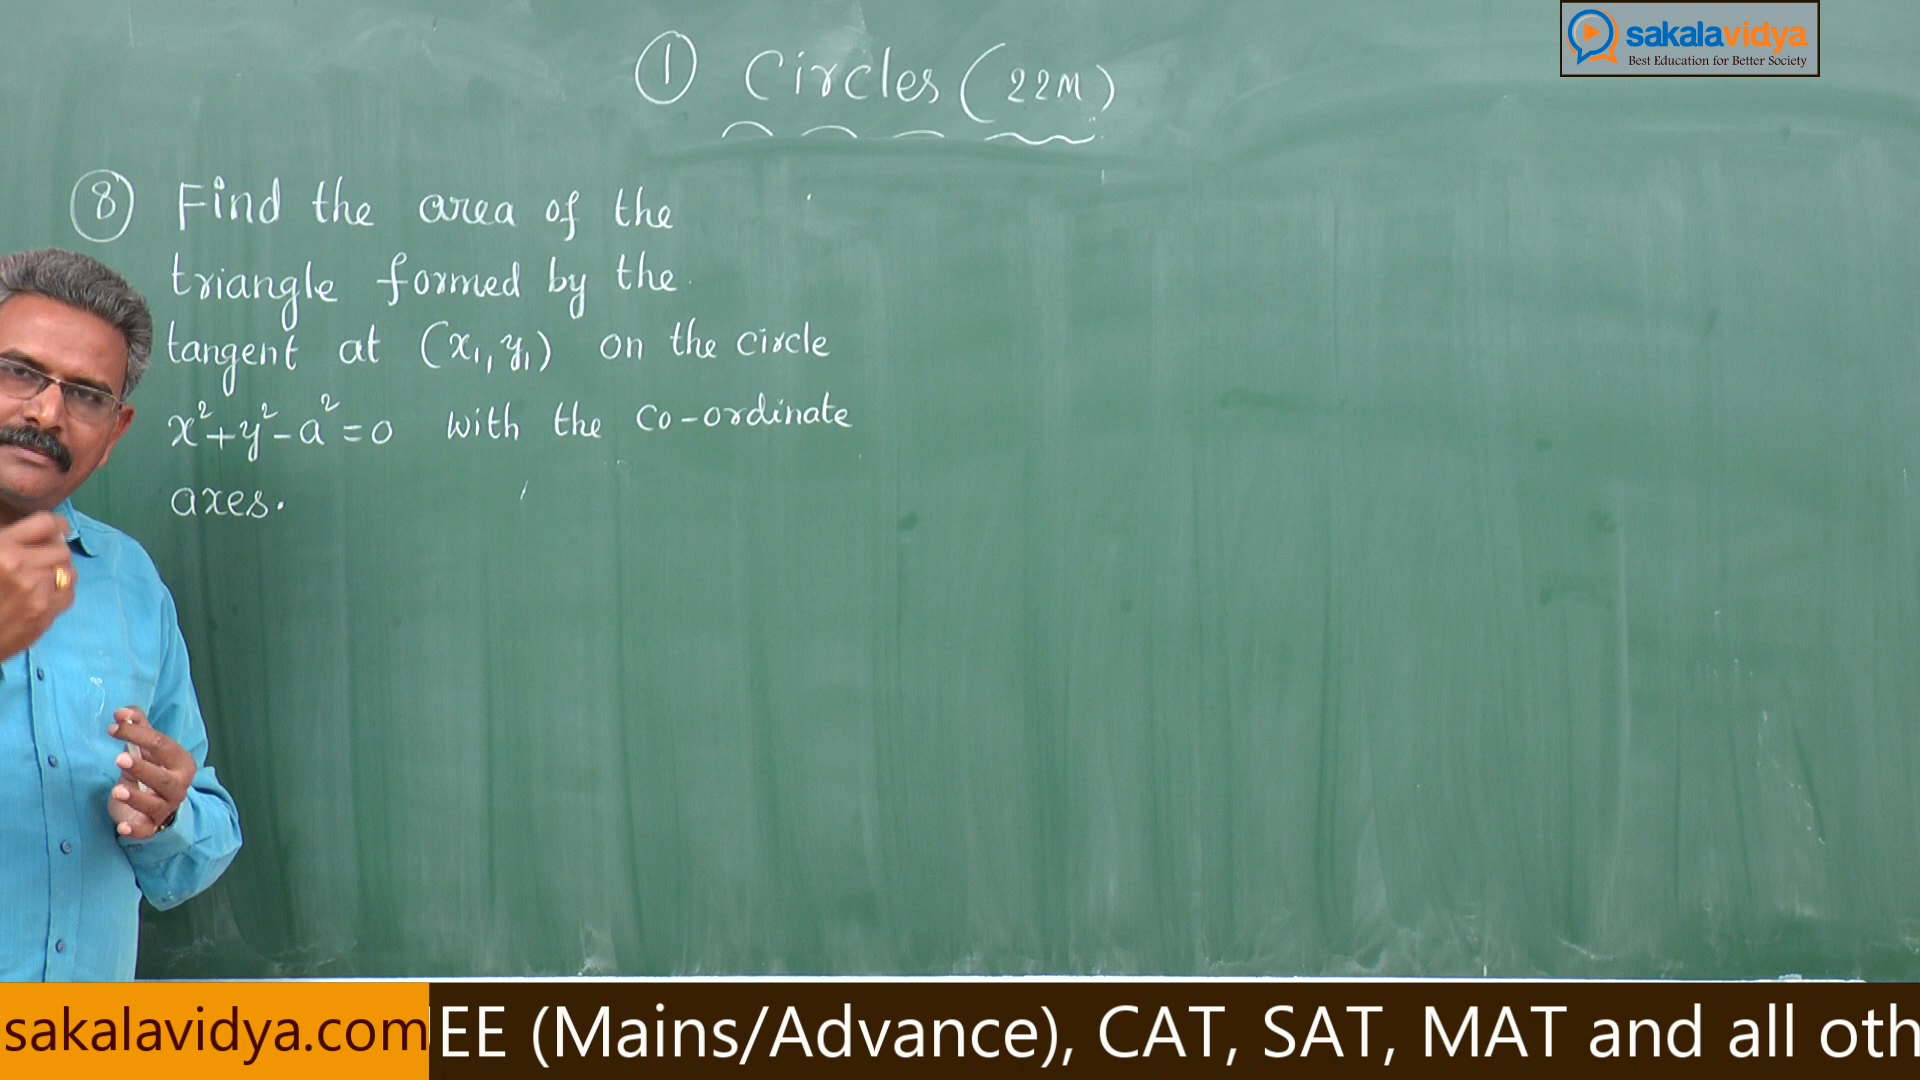 ① Circles (22M)
sakalavidya
Best Education for Better Society
⑧ Find the area of the
triangle formed by the
tangent at (x₁, y₁) on the circle
x²+y²-a²=0 with the co-ordinate
axes.
sakalavidya.com EE (Mains/Advance), CAT, SAT, MAT and all oth